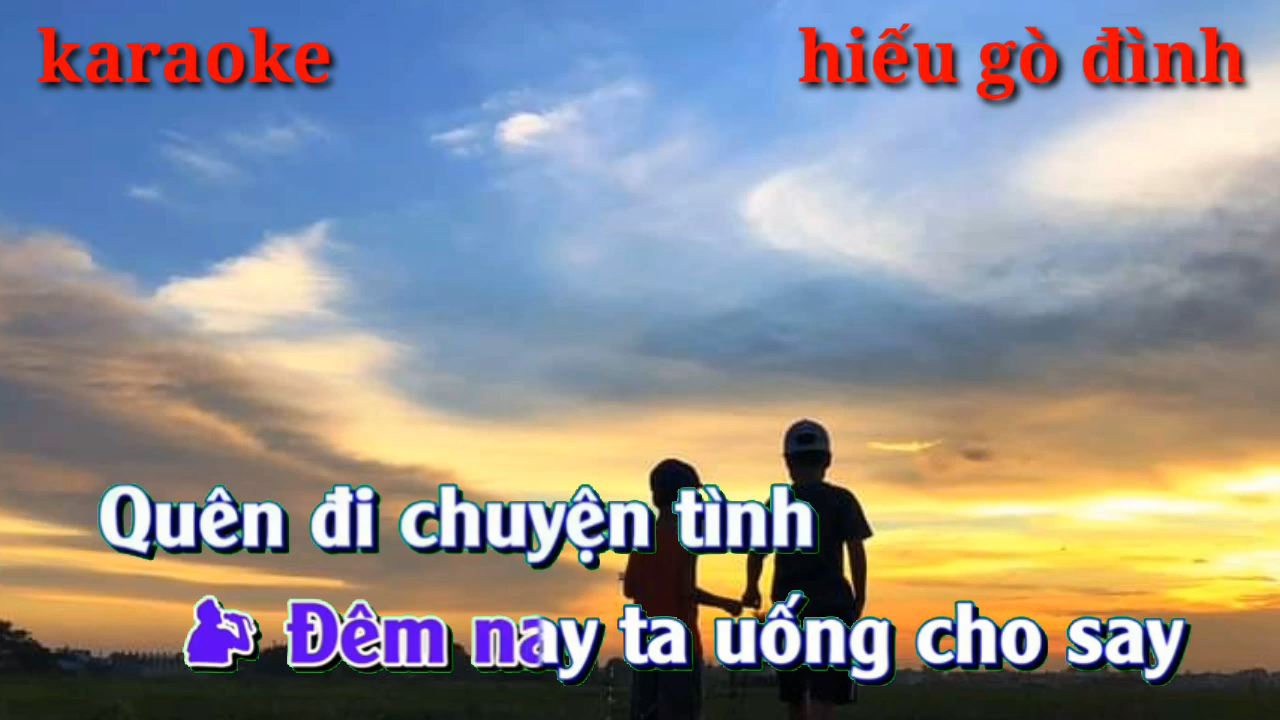 karaoke
hiếu gò đình
Quên đi chuyện tình
Đêm nay ta uống cho say